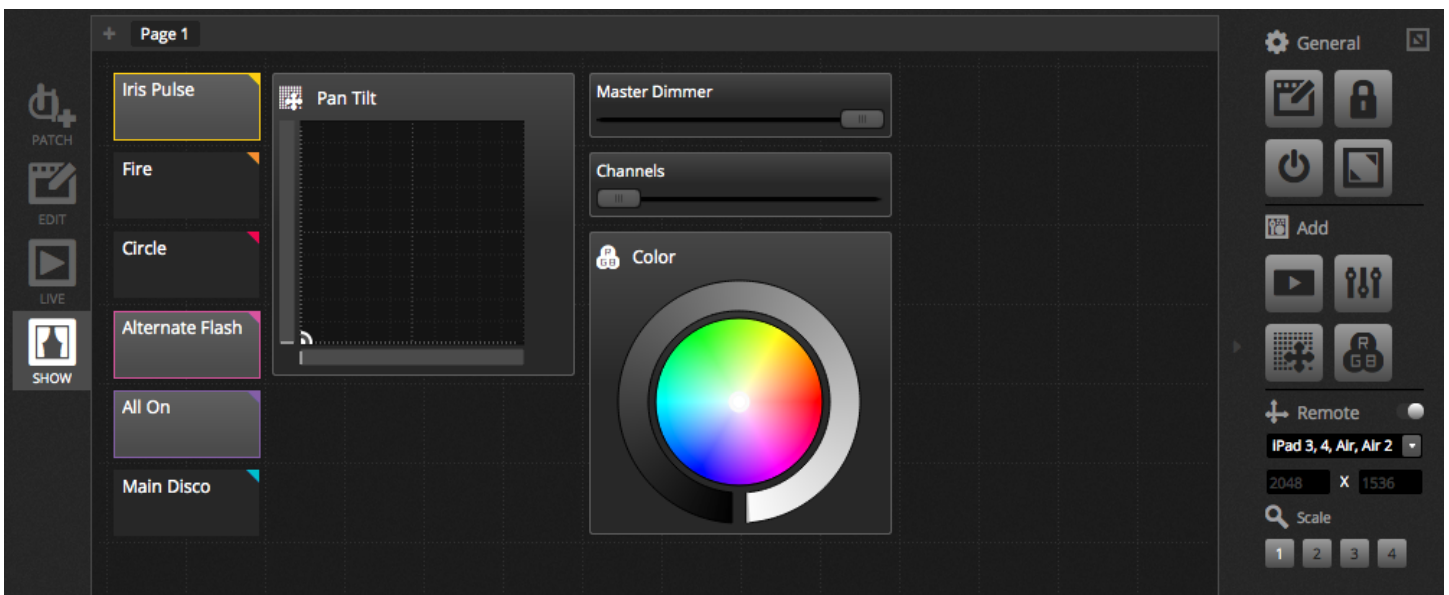 Page 1
PATCH
EDIT
LIVE
SHOW
Iris Pulse
Fire
Circle
Alternate Flash
All On
Main Disco
Pan Tilt
Master Dimmer
Channels
R
G B
Color
General
Add
R
G B
Remote
iPad 3, 4, Air, Air 2
2048 X 1536
Scale
1 2 3 4